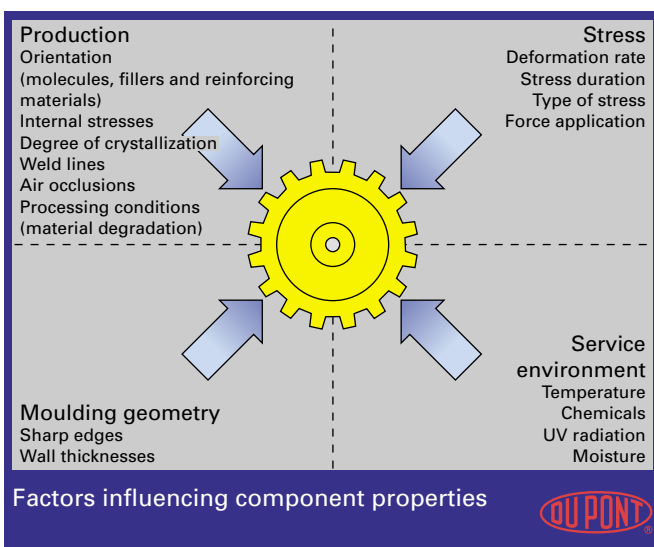 Production
Orientation
(molecules, fillers and reinforcing
materials)
Internal stresses
Degree of crystallization
Weld lines
Air occlusions
Processing conditions
(material degradation)
Stress
Deformation rate
Stress duration
Type of stress
Force application
Moulding geometry
Sharp edges
Wall thicknesses
Service
environment
Temperature
Chemicals
UV radiation
Moisture
Factors influencing component properties
DU PONT®